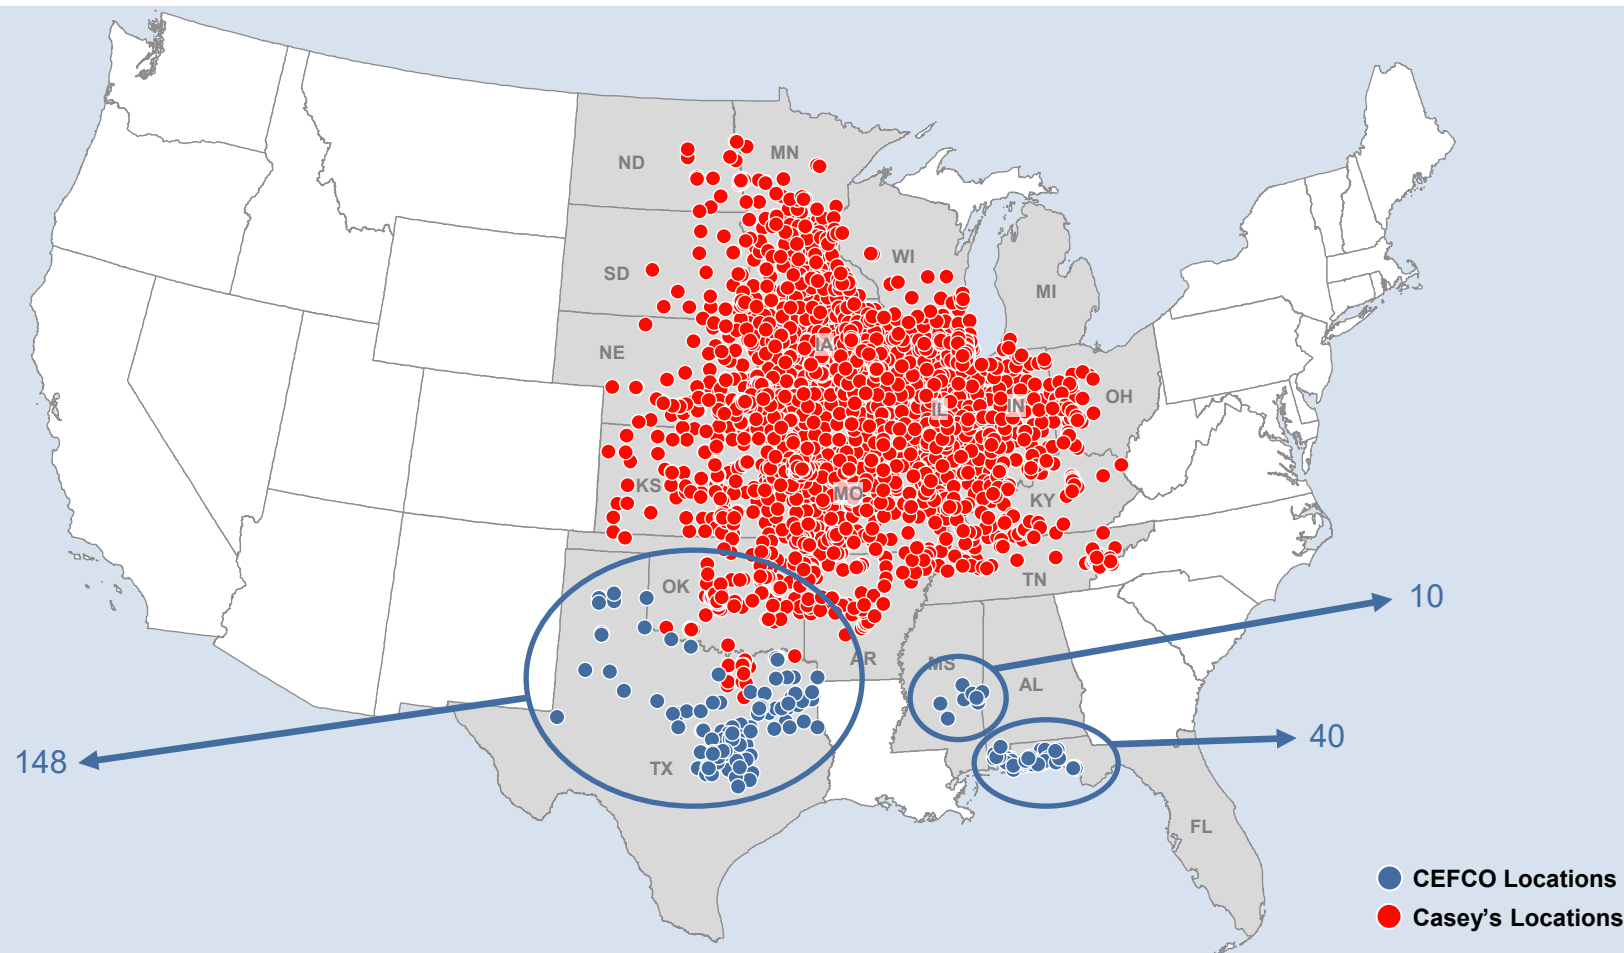 ND
MN
SD
WI
MI
NE
IA
OH
IL
IN
KS
MO
KY
OK
TN
10
AR
MS
AL
148
TX
40
FL
CEFCO Locations
Casey's Locations